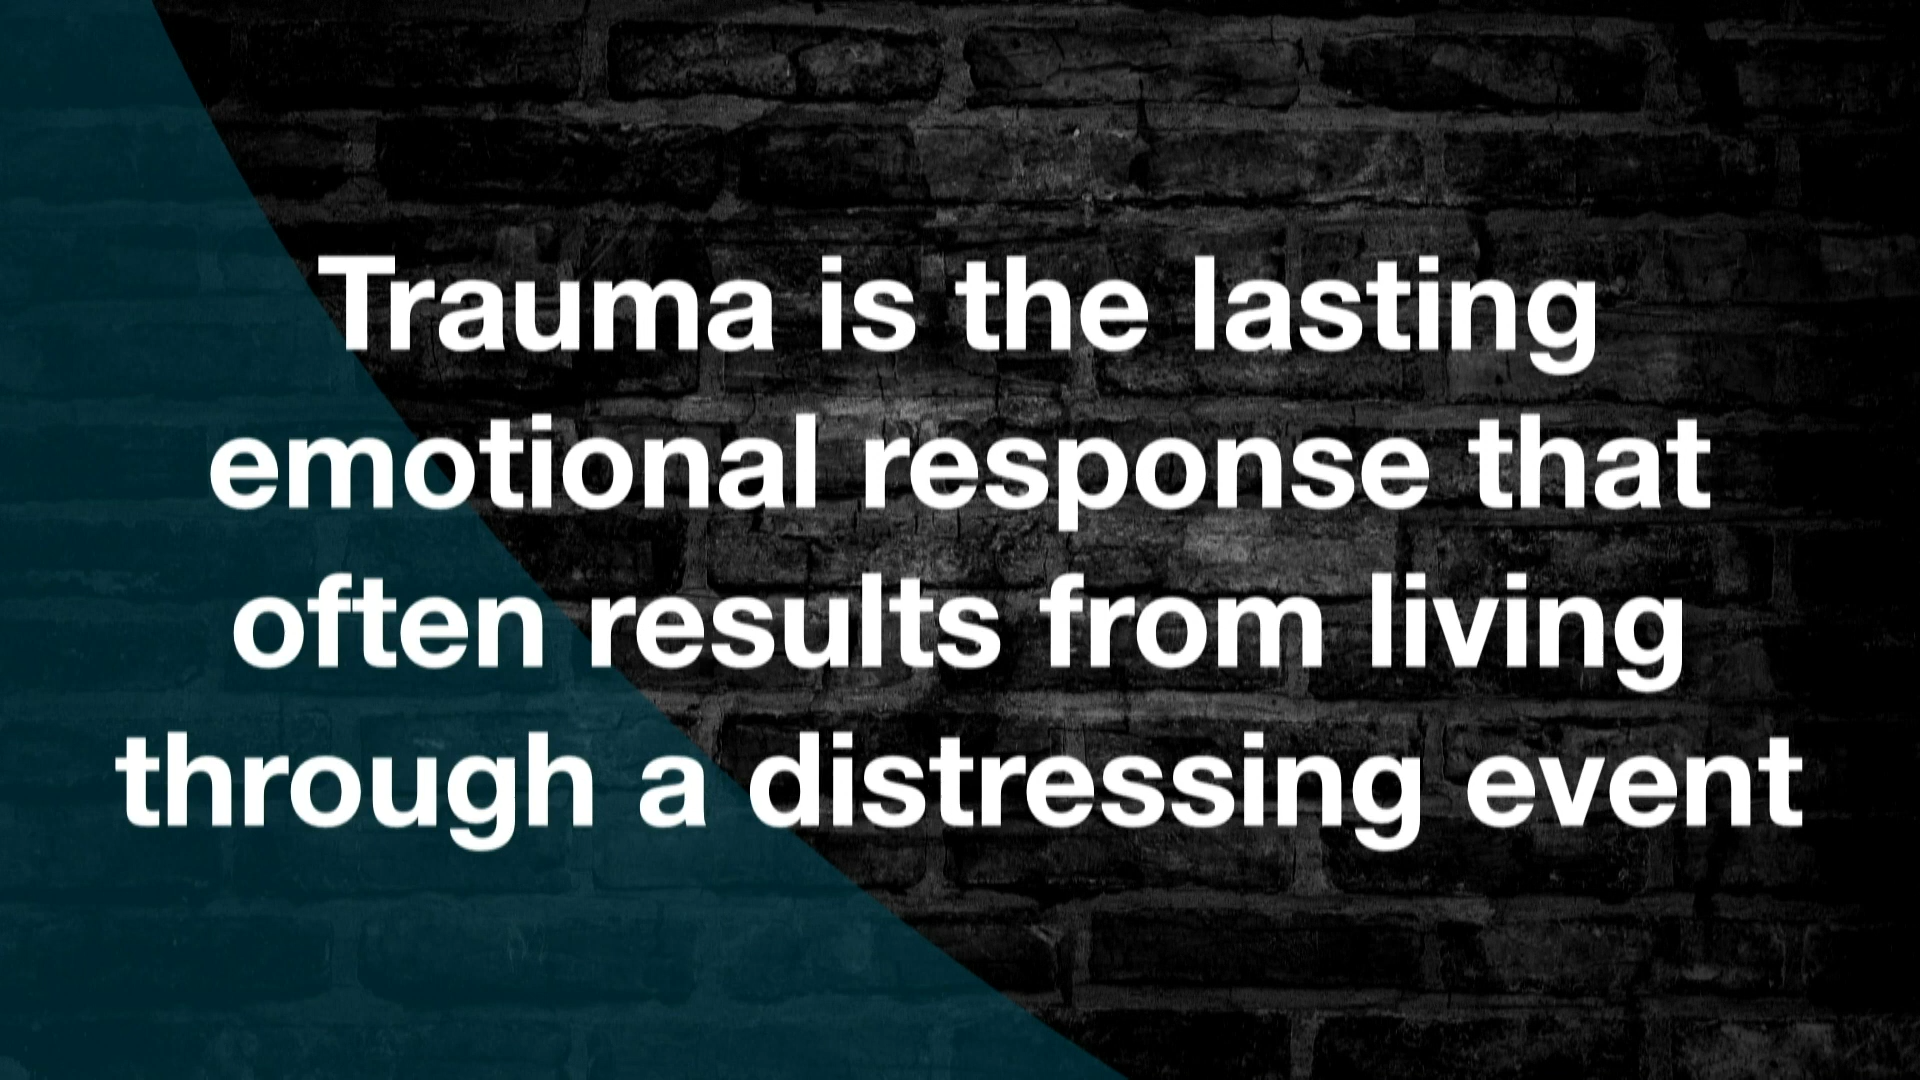 Trauma is the lasting
emotional response that
often results from living
through a distressing event